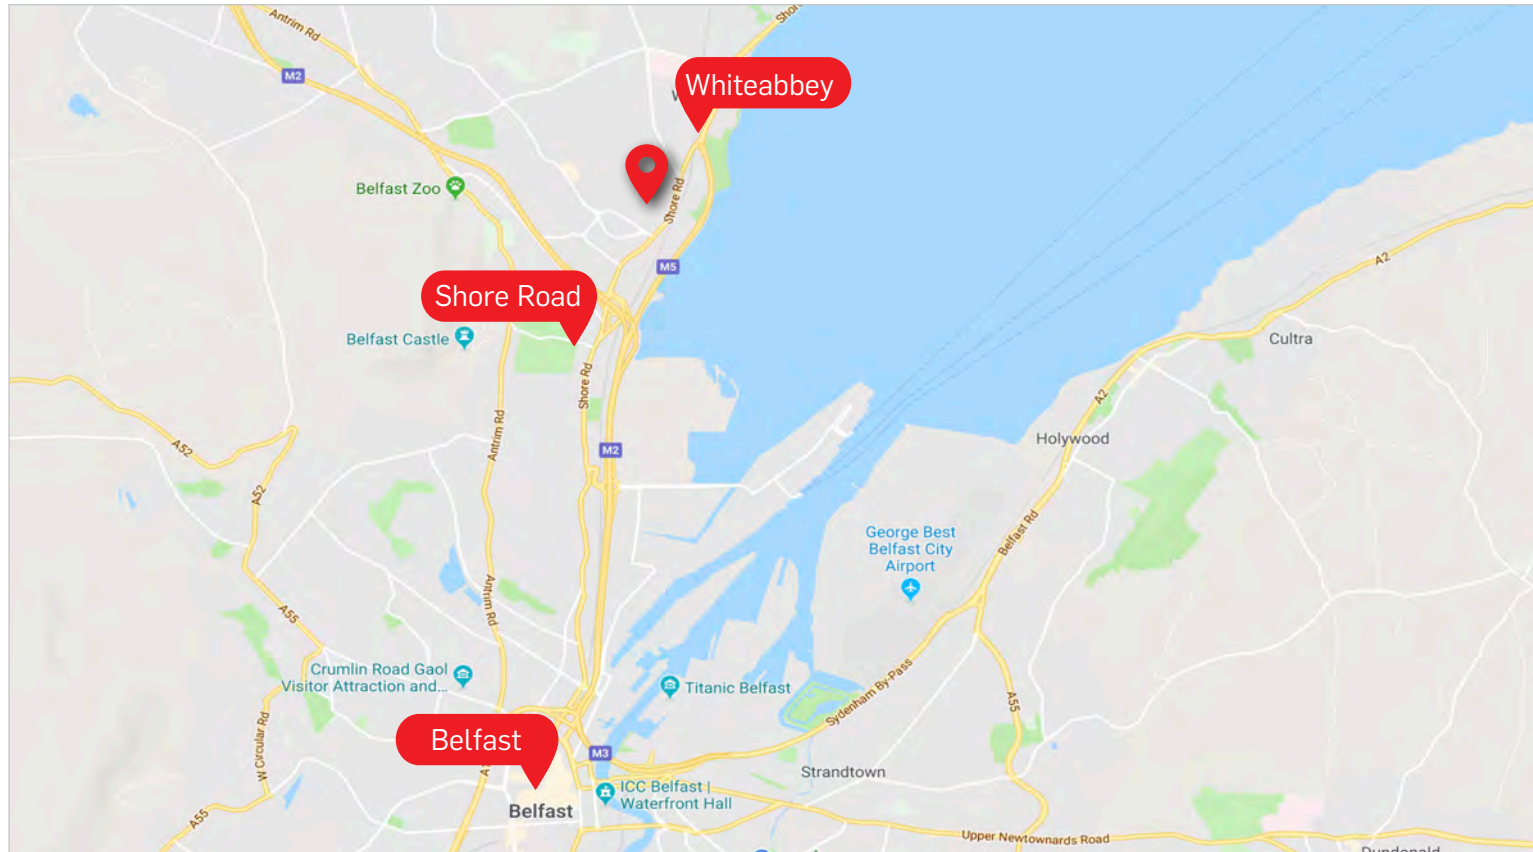 Antrim Rd
Shor
M2
Whiteabbey
W
Belfast Zoo
Shore Rd
M5
A2
Shore Road
Belfast Castle
Cultra
Shore Rd
A2
Antrim Rd
Holywood
A52
M2
A52
George Best
Belfast City
Airport
Belfast Rd
Antrim Rd
A55
Crumlin Road Gaol
Visitor Attraction and...
Titanic Belfast
Sydenham By-Pass
A55
W Circular Rd
Belfast
M3
Strandtown
ICC Belfast |
Waterfront Hall
Belfast
A55
Upper Newtownards Road
Dundonald